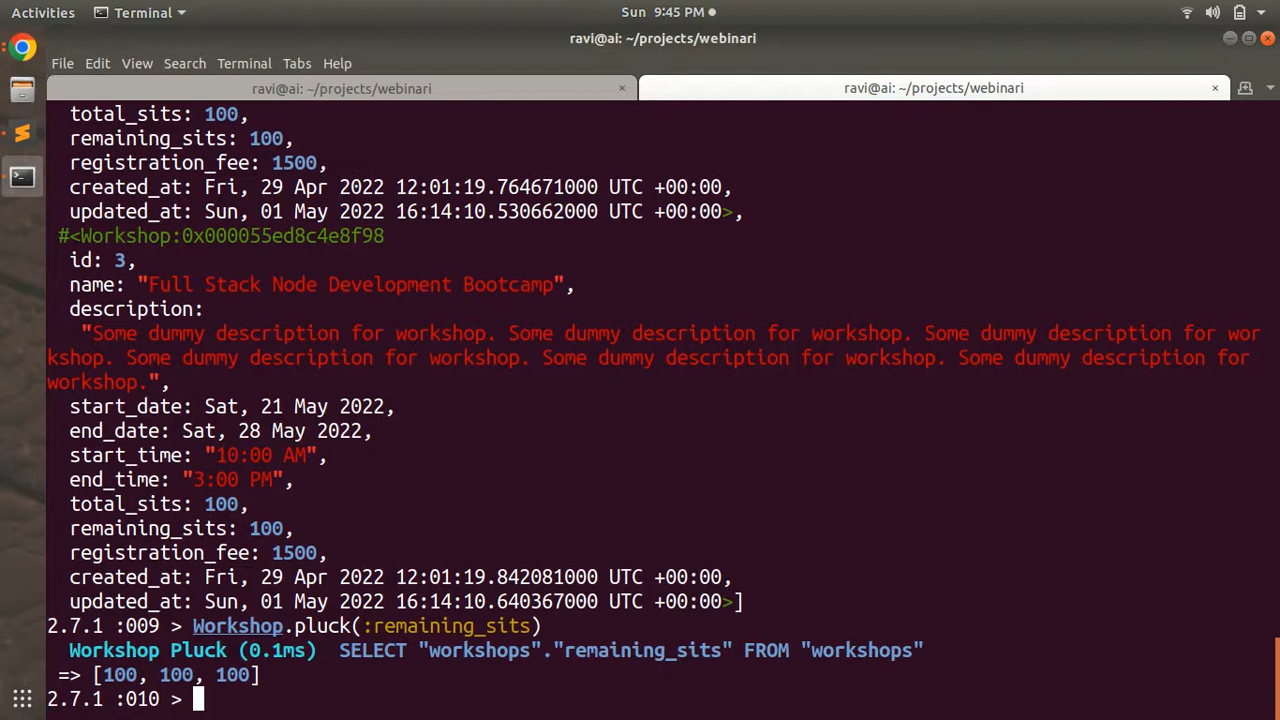 Activities Terminal Sun 9:45 PM
ravi@ai: ~/projects/webinari
File Edit View Search Terminal Tabs Help
ravi@ai: ~/projects/webinari × ravi@ai: ~/projects/webinari ×
total_sits: 100,
remaining_sits: 100,
registration_fee: 1500,
created_at: Fri, 29 Apr 2022 12:01:19.764671000 UTC +00:00,
updated_at: Sun, 01 May 2022 16:14:10.530662000 UTC +00:00>,
#<Workshop:0x000055ed8c4e8f98
id: 3,
name: "Full Stack Node Development Bootcamp",
description:
"Some dummy description for workshop. Some dummy description for workshop. Some dummy description for wor
kshop. Some dummy description for workshop. Some dummy description for workshop. Some dummy description for
workshop.",
start_date: Sat, 21 May 2022,
end_date: Sat, 28 May 2022,
start_time: "10:00 AM",
end_time: "3:00 PM",
total_sits: 100,
remaining_sits: 100,
registration_fee: 1500,
created_at: Fri, 29 Apr 2022 12:01:19.842081000 UTC +00:00,
updated_at: Sun, 01 May 2022 16:14:10.640367000 UTC +00:00>]
2.7.1 :009 > Workshop.pluck(:remaining_sits)
Workshop Pluck (0.1ms) SELECT "workshops"."remaining_sits" FROM "workshops"
=> [100, 100, 100]
2.7.1 :010 >